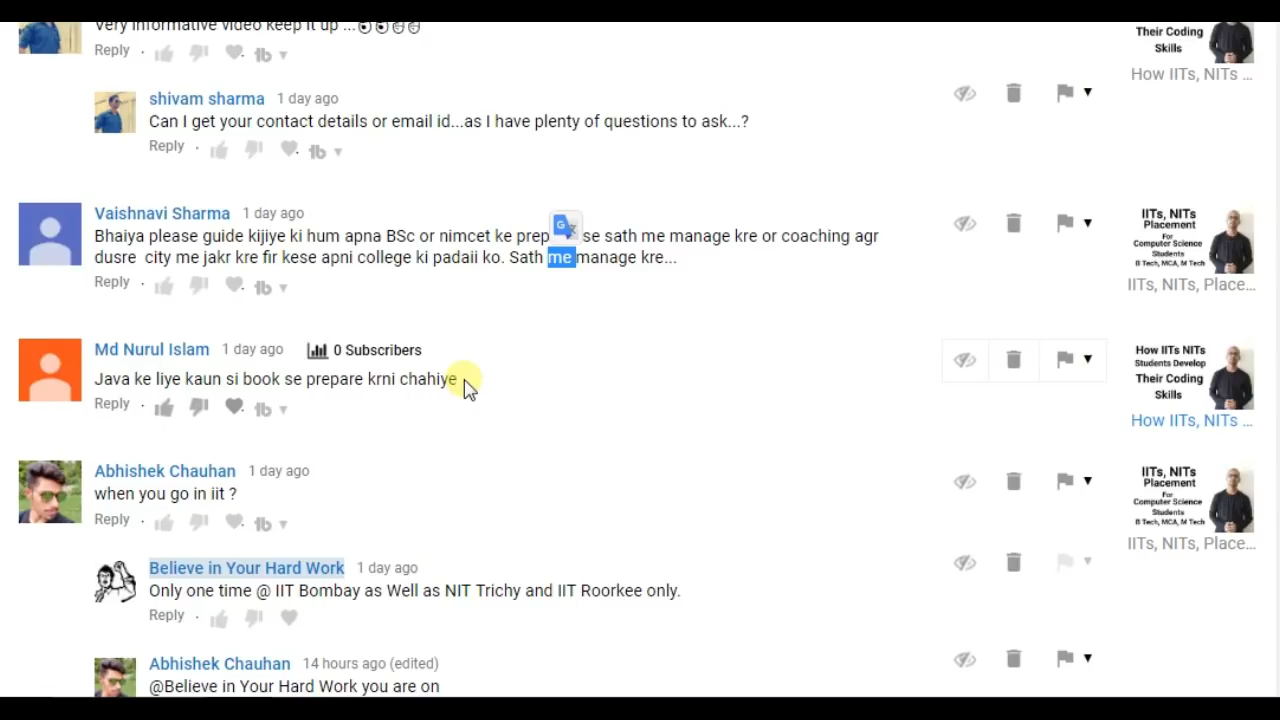 Very informative video keep it up ...
Reply
shivam sharma 1 day ago
Can I get your contact details or email id...as I have plenty of questions to ask...?
Reply
Vaishnavi Sharma 1 day ago
Bhaiya please guide kijiye ki hum apna BSc or nimcet ke prep se sath me manage kre or coaching agr
dusre city me jakr kre fir kese apni college ki padaii ko. Sath me manage kre...
Reply
Md Nurul Islam 1 day ago 0 Subscribers
Java ke liye kaun si book se prepare krni chahiye
Reply
Abhishek Chauhan 1 day ago
when you go in iit ?
Reply
Believe in Your Hard Work 1 day ago
Only one time @ IIT Bombay as Well as NIT Trichy and IIT Roorkee only.
Reply
Abhishek Chauhan 14 hours ago (edited)
@Believe in Your Hard Work you are on
Their Coding
Skills
How IITs, NITs ...
IITs, NITs
Placement
For
Computer Science
Students
B Tech, MCA, M Tech
IITs, NITs, Place...
How IITs NITs
Students Develop
Their Coding
Skills
How IITs, NITs ...
IITs, NITs
Placement
For
Computer Science
Students
B Tech, MCA, M Tech
IITs, NITs, Place...